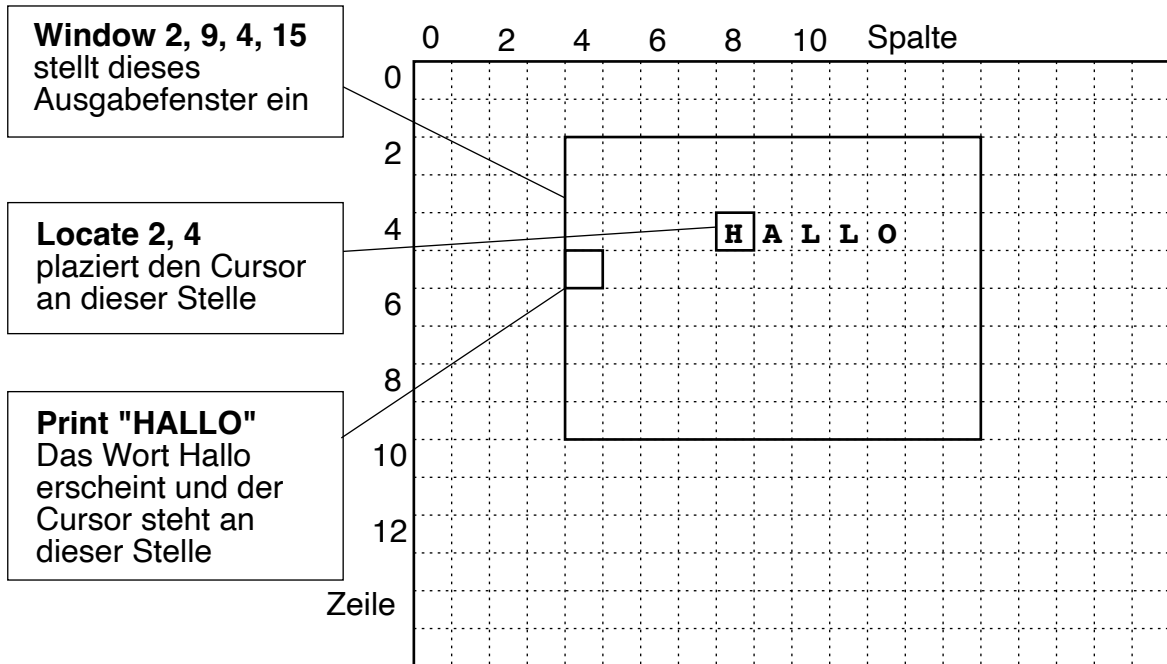 Window 2, 9, 4, 15
stellt dieses
Ausgabefenster ein
Locate 2, 4
plaziert den Cursor
an dieser Stelle
Print "HALLO"
Das Wort Hallo
erscheint und der
Cursor steht an
dieser Stelle
0 2 4 6 8 10 Spalte
0
2
4
6
8
10
12
Zeile
H A L L O